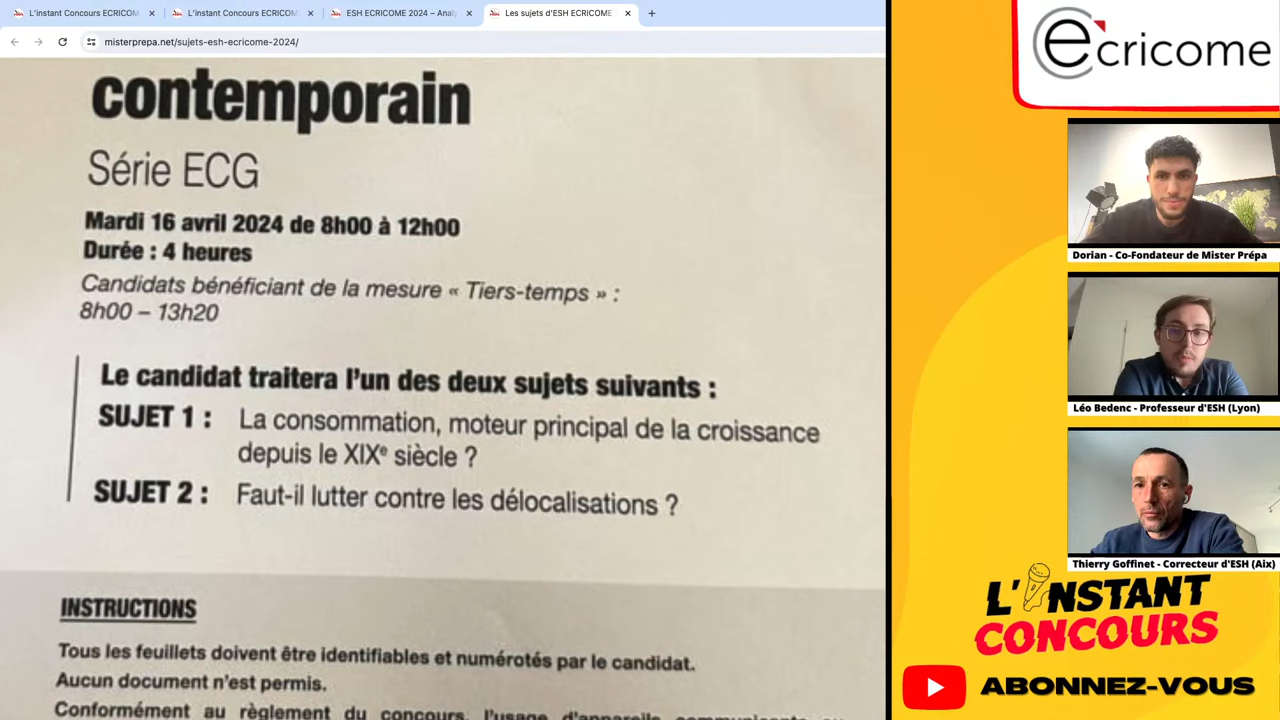 L'instant Concours ECRICOM
L'instant Concours ECRICOM
ESH ECRICOME 2024 – Analy
Les sujets d'ESH ECRICOME
misterprepa.net/sujets-esh-ecricome-2024/
contemporain
Série ECG
Mardi 16 avril 2024 de 8h00 à 12h00
Durée : 4 heures
Candidats bénéficiant de la mesure « Tiers-temps » :
8h00 – 13h20
Le candidat traitera l'un des deux sujets suivants :
SUJET 1 : La consommation, moteur principal de la croissance
depuis le XIXe siècle ?
SUJET 2 : Faut-il lutter contre les délocalisations ?
INSTRUCTIONS
Tous les feuillets doivent être identifiables et numérotés par le candidat.
Aucun document n'est permis.
Conformément au règlement du concours, l'usage d'appareils
ecricome
Dorian - Co-Fondateur de Mister Prépa
Léo Bedenc - Professeur d'ESH (Lyon)
Thierry Goffinet - Correcteur d'ESH (Aix)
L'INSTANT
CONCOURS
ABONNEZ-VOUS